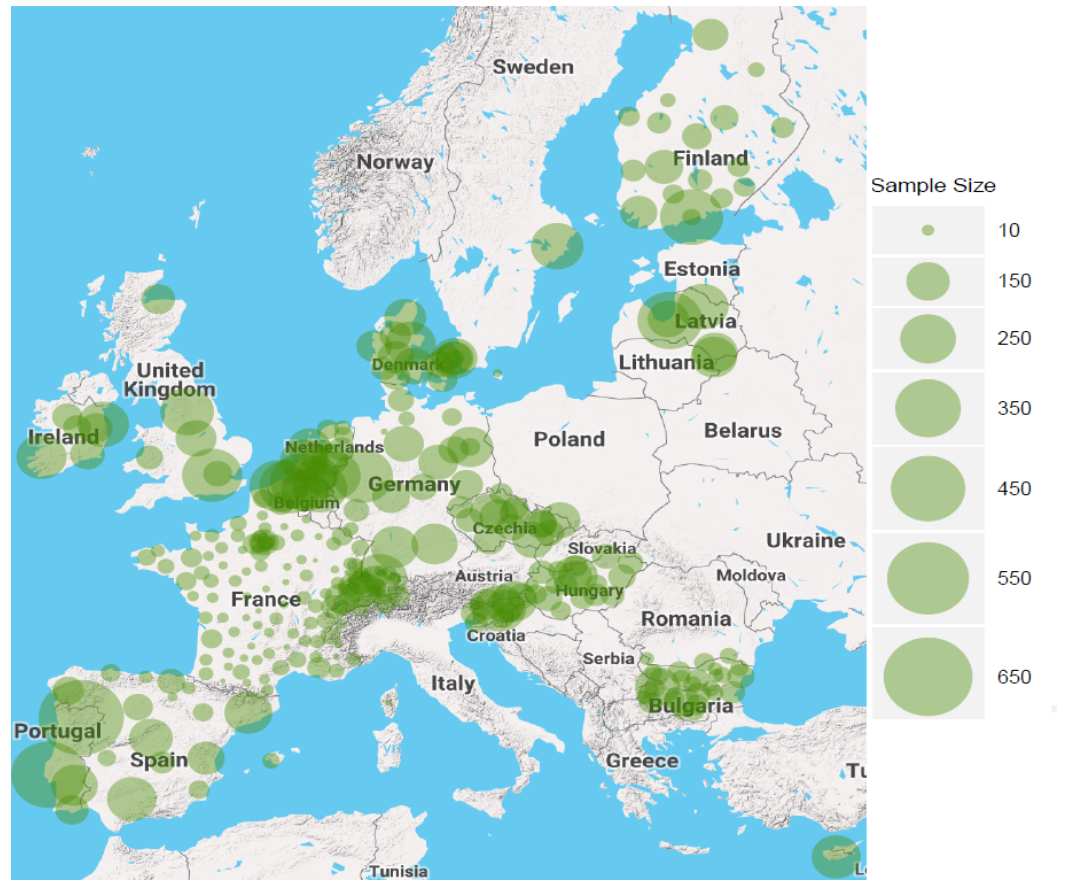 Sweden
Norway
Finland
Sample Size
10
Estonia
150
Latvia
250
Denmark
Lithuania
United
Kingdom
350
Ireland
Netherlands
Poland
Belarus
Germany
450
Belgium
Czechia
Ukraine
Slovakia
Austria
Moldova
550
Hungary
France
Romania
Croatia
Serbia
650
Italy
Bulgaria
Portugal
Spain
Greece
Tu
Tunisia